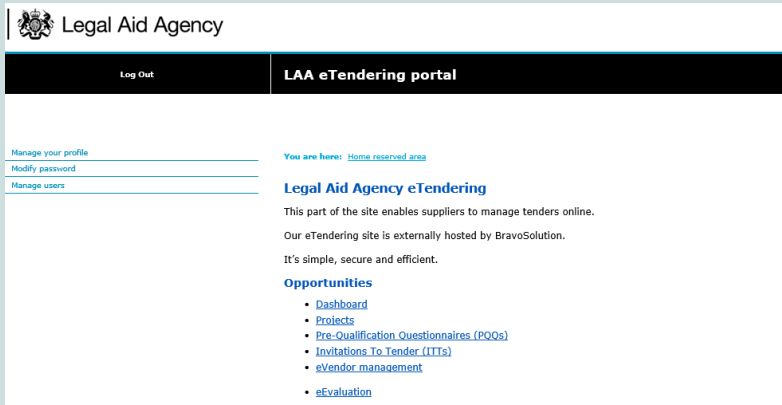 Legal Aid Agency
Log Out
LAA eTendering portal
Manage your profile
Modify password
Manage users
You are here: Home reserved area
Legal Aid Agency eTendering
This part of the site enables suppliers to manage tenders online.
Our eTendering site is externally hosted by BravoSolution.
It's simple, secure and efficient.
Opportunities
• Dashboard
• Projects
• Pre-Qualification Questionnaires (PQQs)
• Invitations To Tender (ITTs)
• eVendor management
• eEvaluation